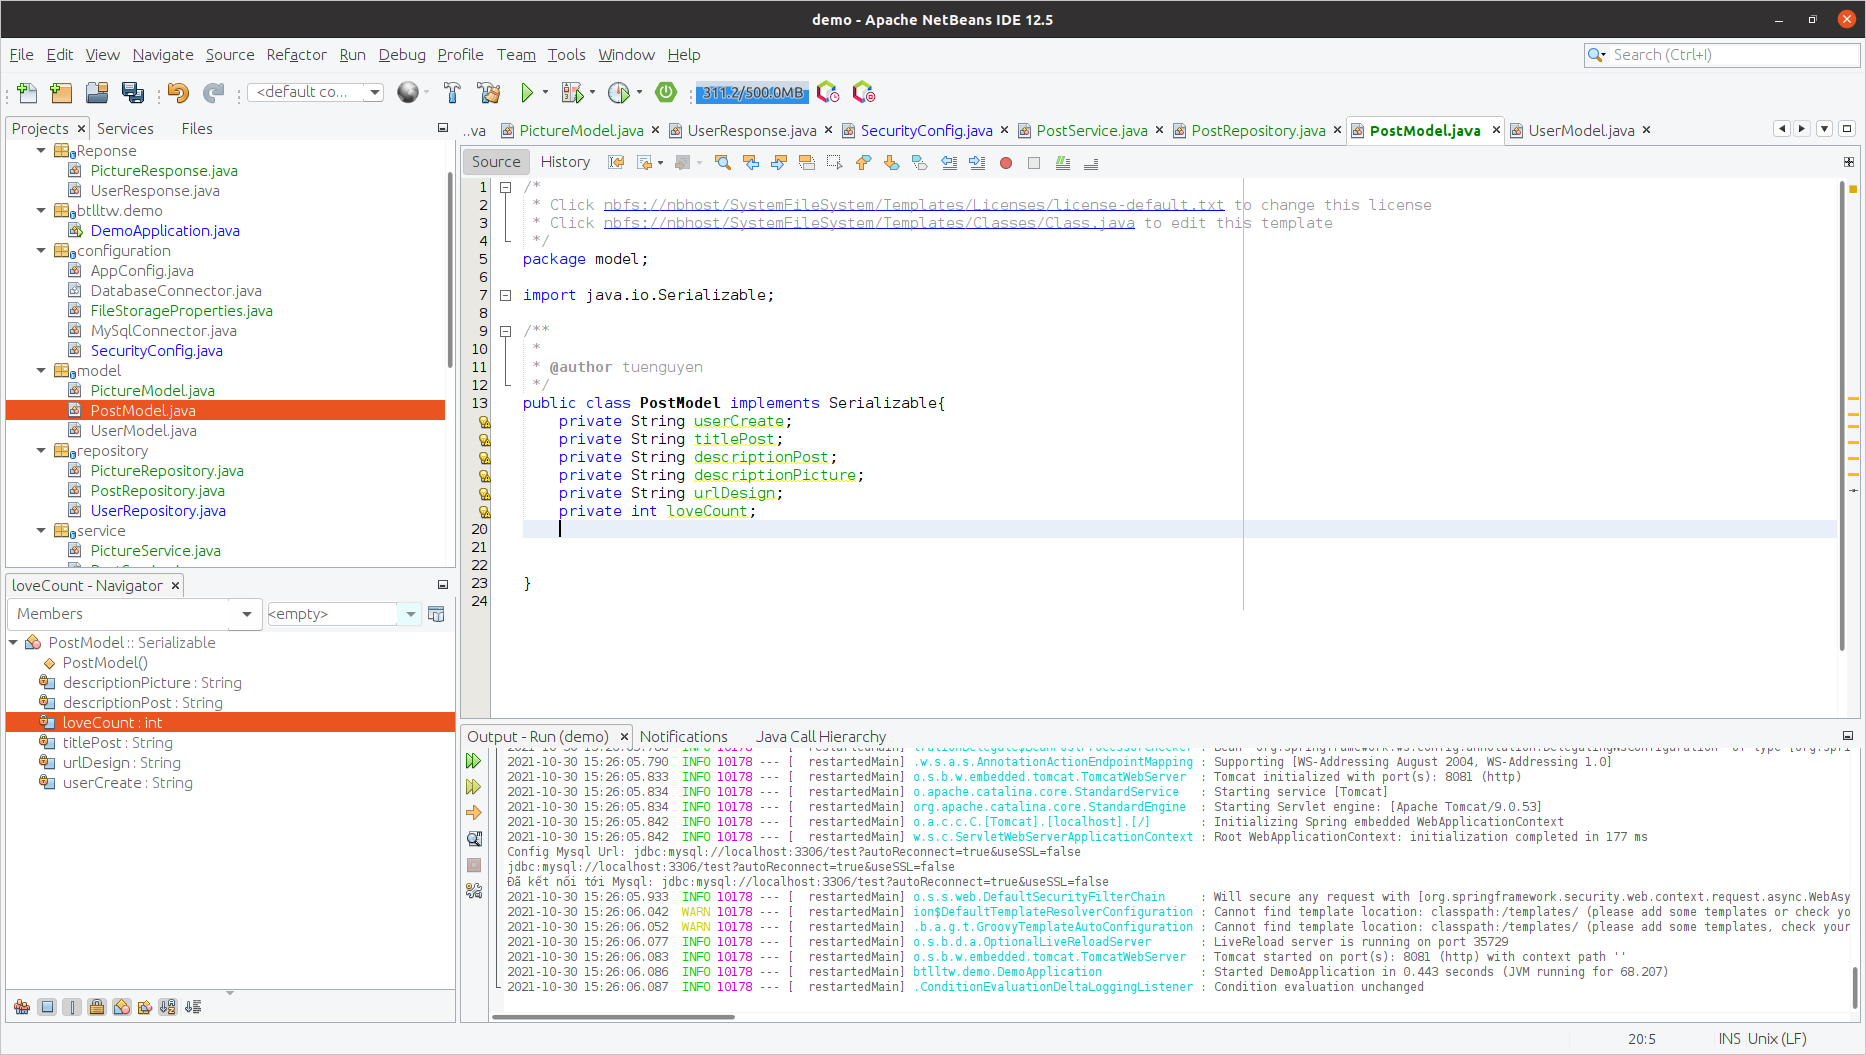 demo - Apache NetBeans IDE 12.5
File Edit View Navigate Source Refactor Run Debug Profile Team Tools Window Help
Search (Ctrl+I)
<default co...
311.2/500.0MB
Projects Services Files
Reponse
PictureResponse.java
UserResponse.java
btlltw.demo
DemoApplication.java
configuration
AppConfig.java
DatabaseConnector.java
FileStorageProperties.java
MySqlConnector.java
SecurityConfig.java
model
PictureModel.java
PostModel.java
UserModel.java
repository
PictureRepository.java
PostRepository.java
UserRepository.java
service
PictureService.java
loveCount - Navigator
Members
<empty>
PostModel :: Serializable
PostModel()
descriptionPicture : String
descriptionPost : String
loveCount : int
titlePost : String
urlDesign : String
userCreate : String
..va PictureModel.java UserResponse.java SecurityConfig.java PostService.java PostRepository.java PostModel.java UserModel.java
Source History
1 /*
2 * Click nbfs://nbhost/SystemFileSystem/Templates/Licenses/license-default.txt to change this license
3 * Click nbfs://nbhost/SystemFileSystem/Templates/Classes/Class.java to edit this template
4 */
5 package model;
6
7 import java.io.Serializable;
8
9 /**
10 *
11 * @author tuenguyen
12 */
13 public class PostModel implements Serializable{
private String userCreate;
private String titlePost;
private String descriptionPost;
private String descriptionPicture;
private String urlDesign;
private int loveCount;
20
21
22
23 }
24
Output - Run (demo) Notifications Java Call Hierarchy
2021-10-30 15:26:05.790 INFO 10178 --- [ restartedMain] .w.s.a.s.AnnotationActionEndpointMapping : Supporting [WS-Addressing August 2004, WS-Addressing 1.0]
2021-10-30 15:26:05.833 INFO 10178 --- [ restartedMain] o.s.b.w.embedded.tomcat.TomcatWebServer : Tomcat initialized with port(s): 8081 (http)
2021-10-30 15:26:05.834 INFO 10178 --- [ restartedMain] o.apache.catalina.core.StandardService : Starting service [Tomcat]
2021-10-30 15:26:05.834 INFO 10178 --- [ restartedMain] org.apache.catalina.core.StandardEngine : Starting Servlet engine: [Apache Tomcat/9.0.53]
2021-10-30 15:26:05.842 INFO 10178 --- [ restartedMain] o.a.c.c.C.[Tomcat].[localhost].[/] : Initializing Spring embedded WebApplicationContext
2021-10-30 15:26:05.842 INFO 10178 --- [ restartedMain] w.s.c.ServletWebServerApplicationContext : Root WebApplicationContext: initialization completed in 177 ms
Config Mysql Url: jdbc:mysql://localhost:3306/test?autoReconnect=true&useSSL=false
jdbc:mysql://localhost:3306/test?autoReconnect=true&useSSL=false
Đã kết nối tới Mysql: jdbc:mysql://localhost:3306/test?autoReconnect=true&useSSL=false
2021-10-30 15:26:05.933 INFO 10178 --- [ restartedMain] o.s.s.web.DefaultSecurityFilterChain : Will secure any request with [org.springframework.security.web.context.request.async.WebAsy
2021-10-30 15:26:06.042 WARN 10178 --- [ restartedMain] ion$DefaultTemplateResolverConfiguration : Cannot find template location: classpath:/templates/ (please add some templates or check yo
2021-10-30 15:26:06.052 WARN 10178 --- [ restartedMain] .b.a.g.t.GroovyTemplateAutoConfiguration : Cannot find template location: classpath:/templates/ (please add some templates, check your
2021-10-30 15:26:06.077 INFO 10178 --- [ restartedMain] o.s.b.d.a.OptionalLiveReloadServer : LiveReload server is running on port 35729
2021-10-30 15:26:06.083 INFO 10178 --- [ restartedMain] o.s.b.w.embedded.tomcat.TomcatWebServer : Tomcat started on port(s): 8081 (http) with context path ''
2021-10-30 15:26:06.086 INFO 10178 --- [ restartedMain] btlltw.demo.DemoApplication : Started DemoApplication in 0.443 seconds (JVM running for 68.207)
2021-10-30 15:26:06.087 INFO 10178 --- [ restartedMain] .ConditionEvaluationDeltaLoggingListener : Condition evaluation unchanged
20:5 INS Unix (LF)